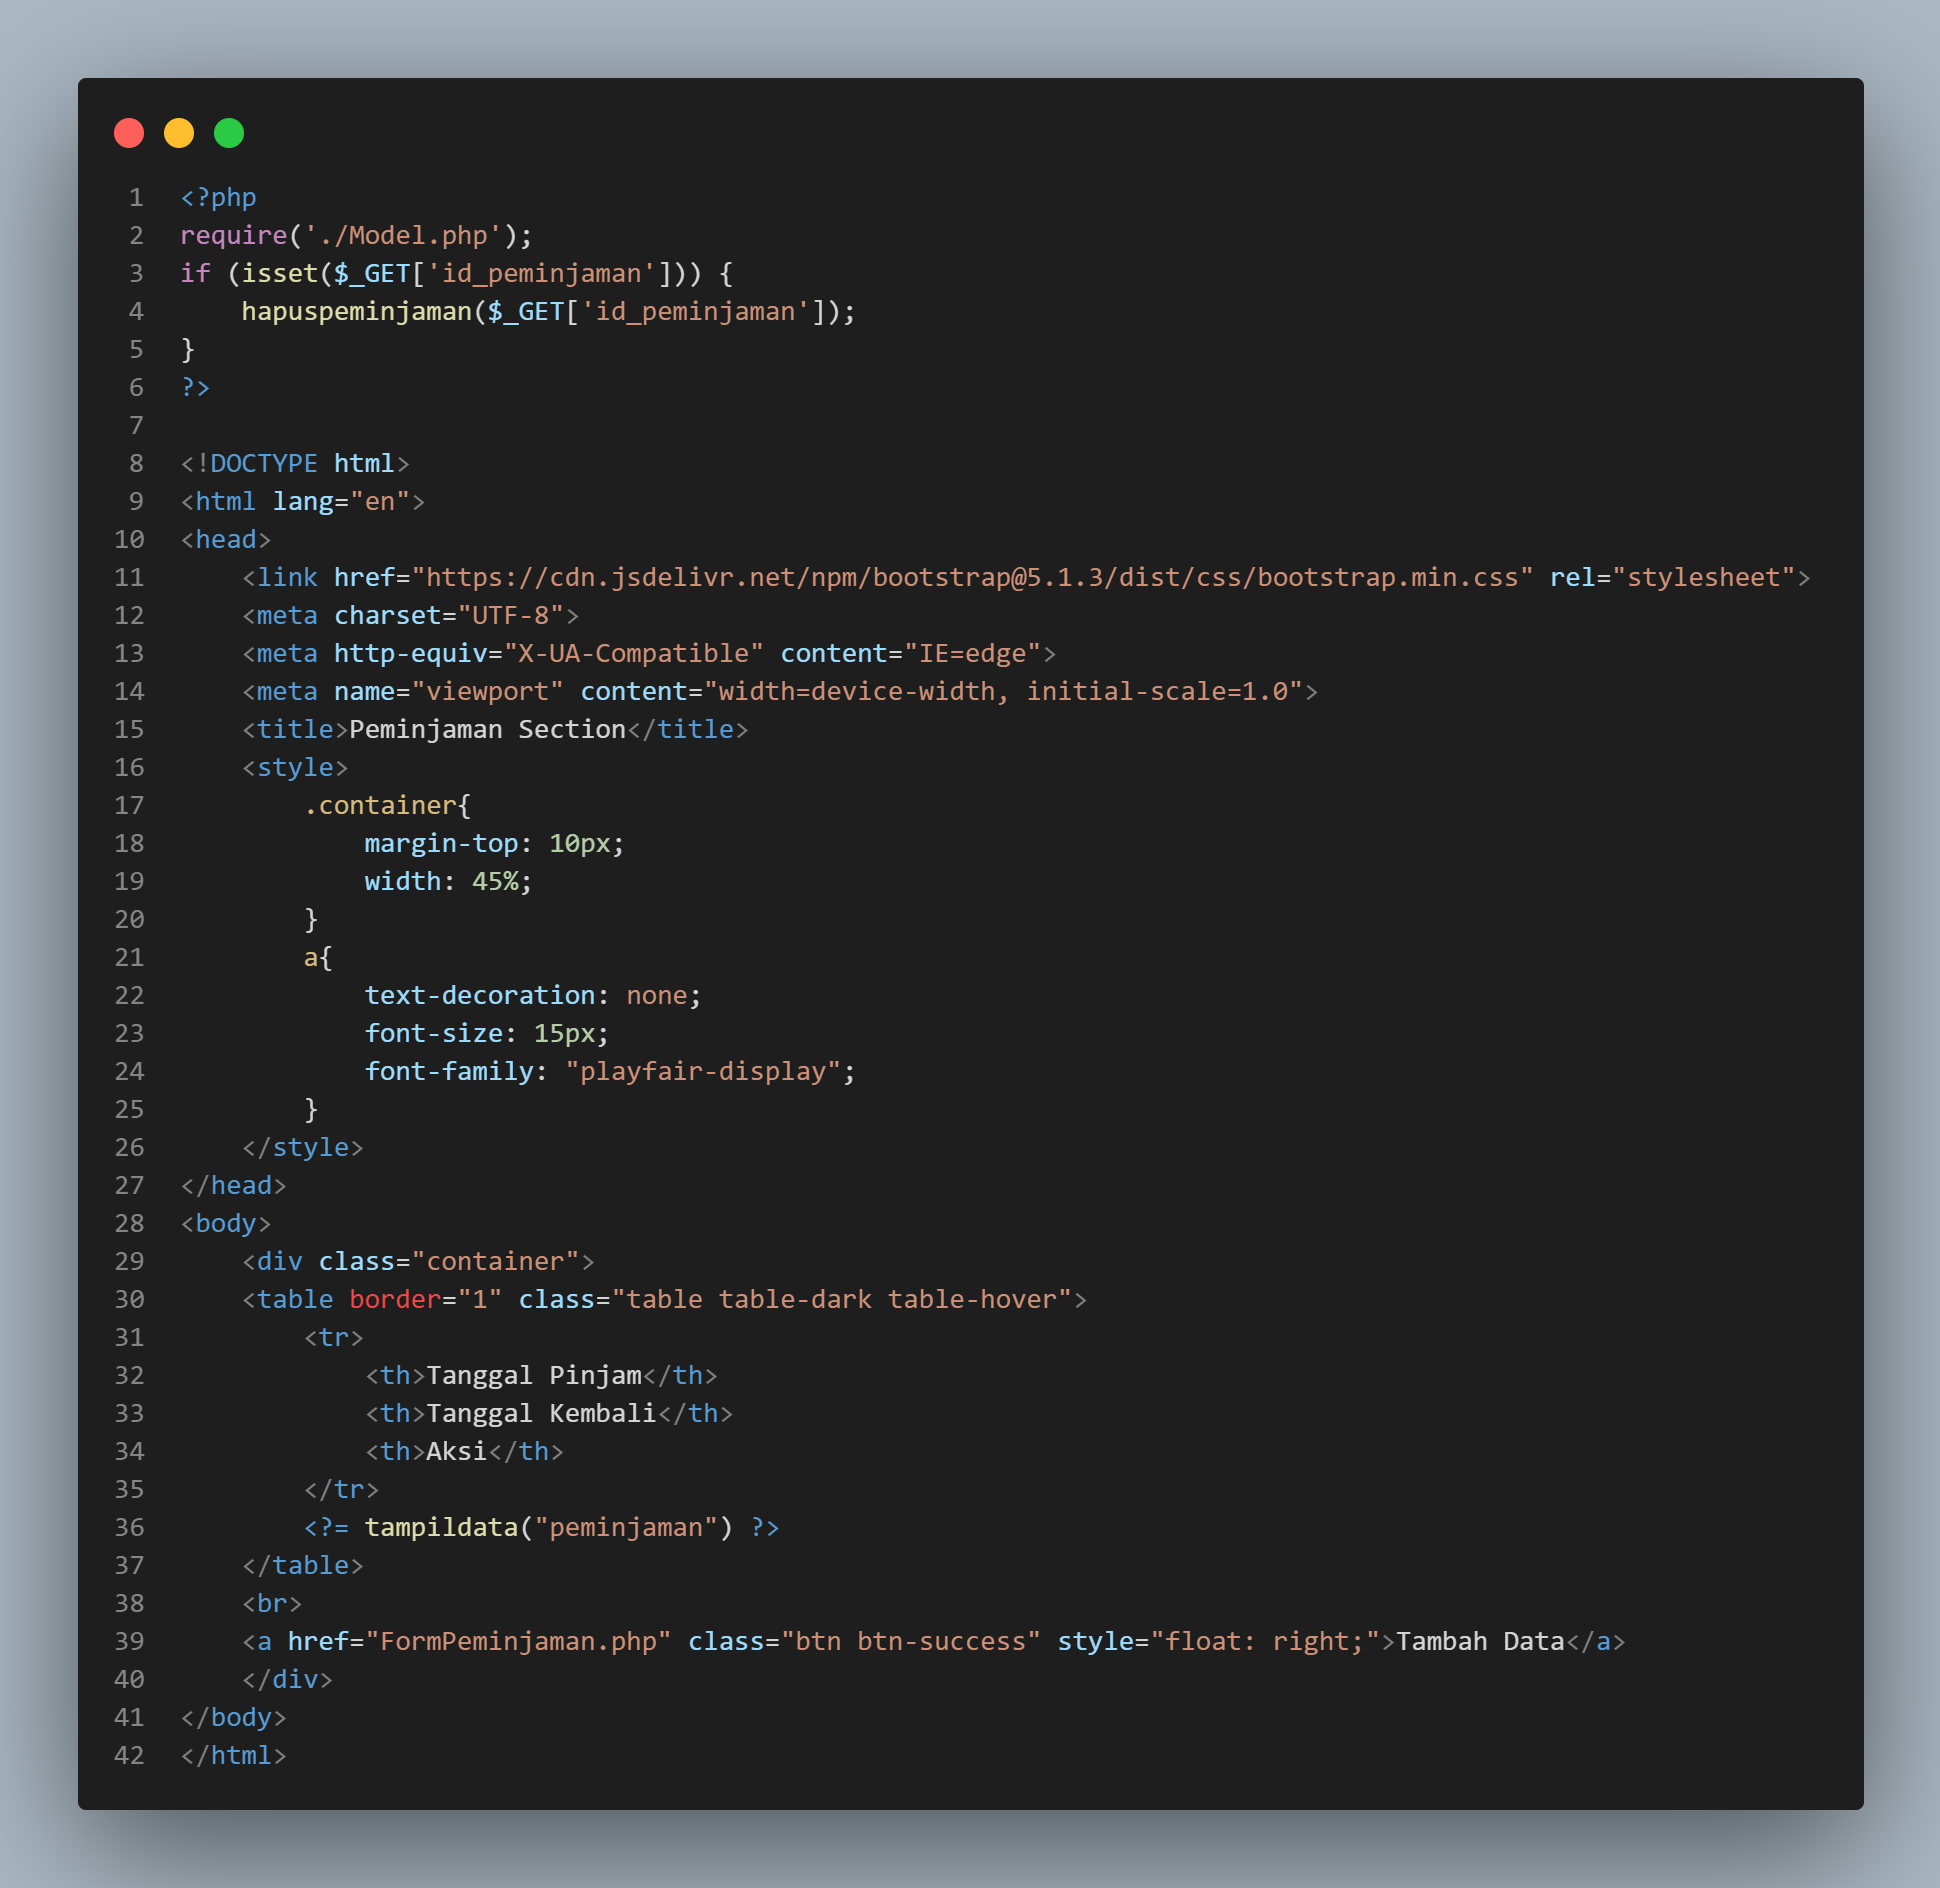 1 <?php
2 require('./Model.php');
3 if (isset($_GET['id_peminjaman'])) {
4     hapuspeminjaman($_GET['id_peminjaman']);
5 }
6 ?>
7
8 <!DOCTYPE html>
9 <html lang="en">
10 <head>
11     <link href="https://cdn.jsdelivr.net/npm/bootstrap@5.1.3/dist/css/bootstrap.min.css" rel="stylesheet">
12     <meta charset="UTF-8">
13     <meta http-equiv="X-UA-Compatible" content="IE=edge">
14     <meta name="viewport" content="width=device-width, initial-scale=1.0">
15     <title>Peminjaman Section</title>
16     <style>
17         .container{
18             margin-top: 10px;
19             width: 45%;
20         }
21         a{
22             text-decoration: none;
23             font-size: 15px;
24             font-family: "playfair-display";
25         }
26     </style>
27 </head>
28 <body>
29     <div class="container">
30     <table border="1" class="table table-dark table-hover">
31         <tr>
32             <th>Tanggal Pinjam</th>
33             <th>Tanggal Kembali</th>
34             <th>Aksi</th>
35         </tr>
36         <?= tampildata("peminjaman") ?>
37     </table>
38     <br>
39     <a href="FormPeminjaman.php" class="btn btn-success" style="float: right;">Tambah Data</a>
40     </div>
41 </body>
42 </html>